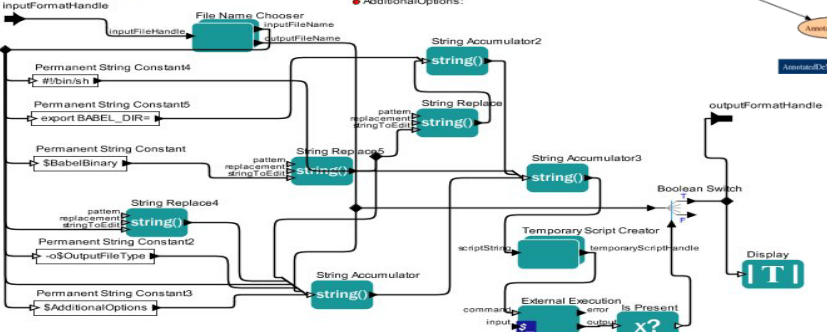 inputFormatHandle
AdditionalOptions:
File Name Chooser
inputFileHandle
inputFileName
outputFileName
String Accumulator2
string()
Permanent String Constant4
#!/bin/sh
Permanent String Constant5
export BABEL_DIR=
String Replace
pattern
replacement
stringToEdit
string()
outputFormatHandle
Permanent String Constant
$BabelBinary
String Replace5
pattern
replacement
stringToEdit
string()
String Accumulator3
string()
Boolean Switch
T
F
String Replace4
pattern
replacement
stringToEdit
string()
Permanent String Constant2
-o$OutputFileType
Temporary Script Creator
scriptString
temporaryScriptHandle
Display
T
String Accumulator
string()
Permanent String Constant3
$AdditionalOptions
External Execution
command
error
input
output
$
Is Present
x?